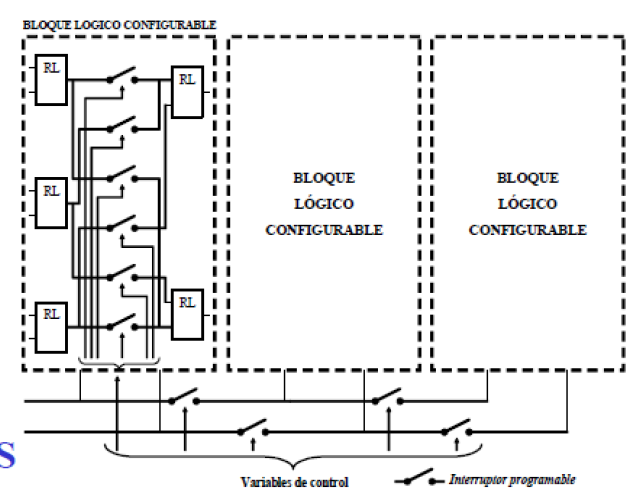 BLOQUE LOGICO CONFIGURABLE
RL
RL
RL
RL
RL
BLOQUE
LÓGICO
CONFIGURABLE
BLOQUE
LÓGICO
CONFIGURABLE
S
Variables de control
Interruptor programable